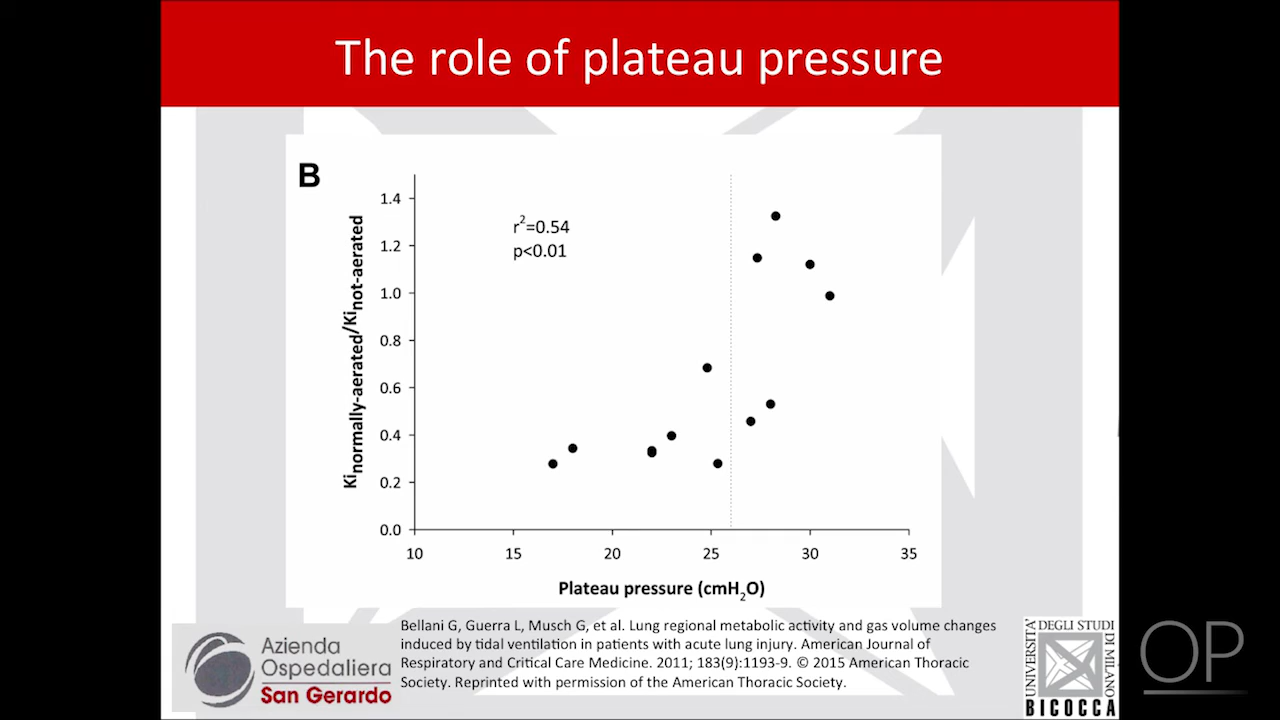 The role of plateau pressure
B
r²=0.54
p<0.01
Ki normally-aerated/Ki not-aerated
1.4
1.2
1.0
0.8
0.6
0.4
0.2
0.0
10 15 20 25 30 35
Plateau pressure (cmH₂O)
Bellani G, Guerra L, Musch G, et al. Lung regional metabolic activity and gas volume changes
induced by tidal ventilation in patients with acute lung injury. American Journal of
Respiratory and Critical Care Medicine. 2011; 183(9):1193-9. © 2015 American Thoracic
Society. Reprinted with permission of the American Thoracic Society.
Azienda
Ospedaliera
San Gerardo
UNIVERSITÀ
DEGLI STUDI
DI MILANO
BICOCCA
OP